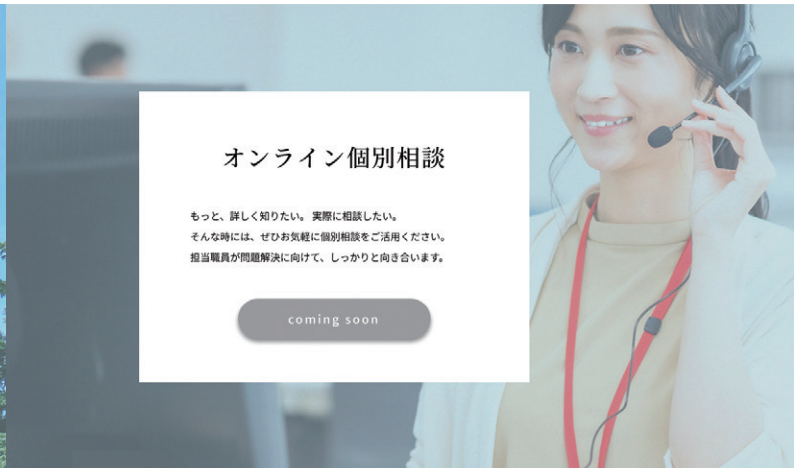 オンライン個別相談
もっと、詳しく知りたい。 実際に相談したい。
そんな時には、ぜひお気軽に個別相談をご活用ください。
担当職員が問題解決に向けて、しっかりと向き合います。
coming soon